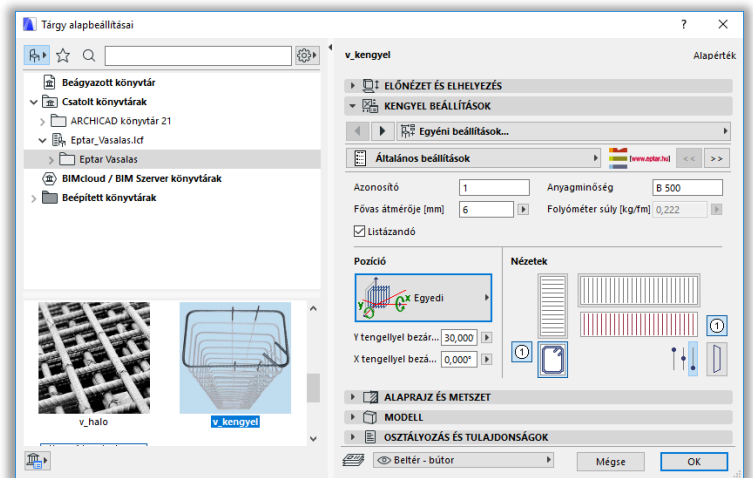 Tárgy alapbeállításai
Beágyazott könyvtár
Csatolt könyvtárak
ARCHICAD könyvtár 21
Eptar_Vasalas.lcf
Eptar Vasalas
BIMcloud / BIM Szerver könyvtárak
Beépített könyvtárak
v_halo
v_kengyel
v_kengyel
Alapérték
ELŐNÉZET ÉS ELHELYEZÉS
KENGYEL BEÁLLÍTÁSOK
Egyéni beállítások...
Általános beállítások
[www.eptar.hu]
<<
>>
Azonosító
1
Anyagminőség
B 500
Fővas átmérője [mm]
6
Folyóméter súly [kg/fm]
0,222
Listázandó
Pozíció
Nézetek
y
x
Egyedi
Y tengellyel bezár...
30,000
X tengellyel bezá...
0,000°
1
1
ALAPRAJZ ÉS METSZET
MODELL
OSZTÁLYOZÁS ÉS TULAJDONSÁGOK
Beltér - bútor
Mégse
OK